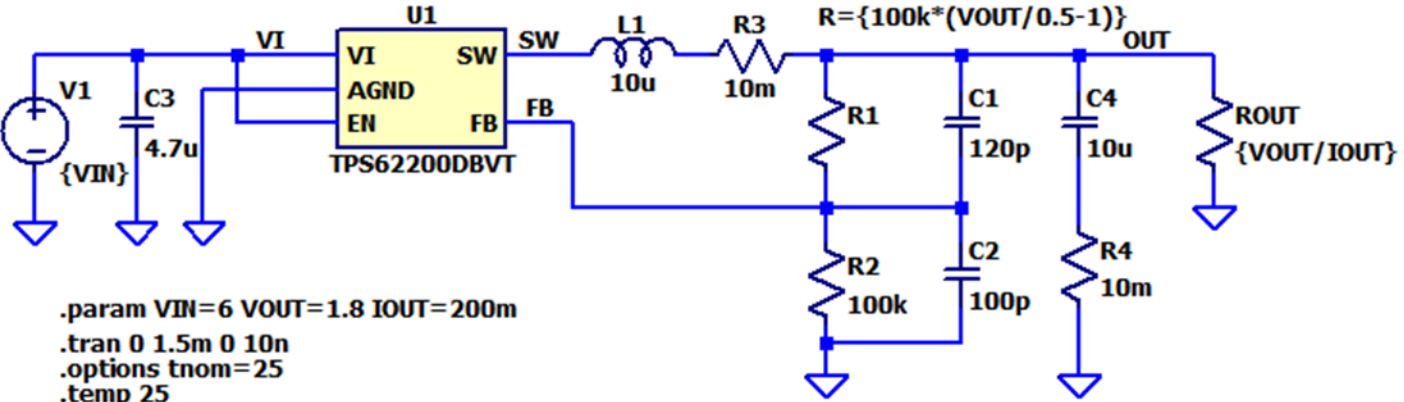 U1
L1
R3
R={100k*(VOUT/0.5-1)}
VI
VI
SW
SW
OUT
V1
C3
AGND
10u
10m
C1
C4
ROUT
EN
FB
FB
R1
{VIN}
4.7u
TPS62200DBVT
120p
10u
{VOUT/IOUT}
R2
C2
R4
100k
100p
10m
.param VIN=6 VOUT=1.8 IOUT=200m
.tran 0 1.5m 0 10n
.options tnom=25
.temp 25